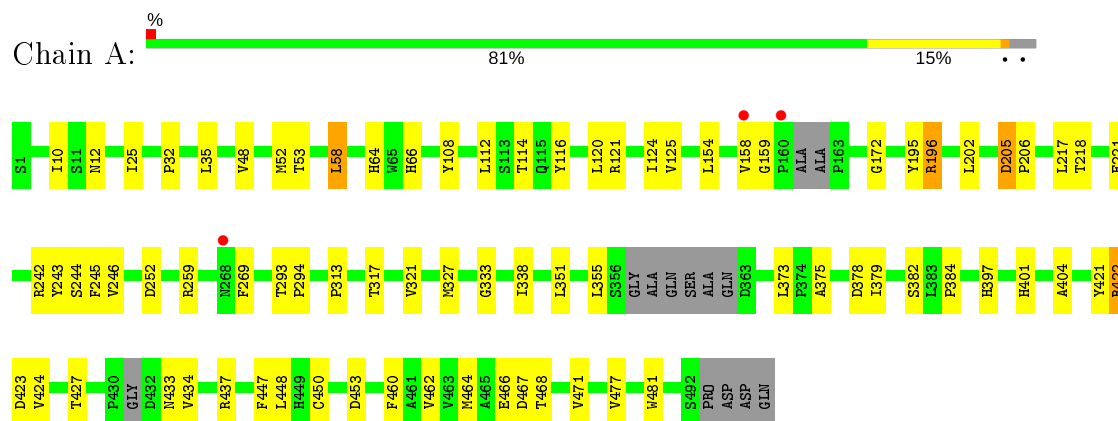 %
Chain A:
81% 15% • •
S1 I10 S11 N12 I25 P32 L35 V48 M52 T53 L58 H64 W65 H66 Y108 L112 S113 T114 Q115 Y116 L120 R121 I124 V125 L154 V158 G159 P160 ALA ALA P163 G172 Y195 R196 L202 D205 P206 L217 T218
R242 Y243 S244 F245 V246 D252 R259 N268 F269 T293 P294 P313 T317 V321 M327 G333 I338 L351 L355 S356 GLY ALA GLN SER ALA GLN D363 L373 P374 A375 D378 I379 S382 L383 P384 H397 H401 A404 Y421
D423 V424 T427 P430 GLY D432 N433 V434 R437 F447 L448 H449 C450 D453 F460 A461 V462 V463 M464 A465 E466 D467 T468 V471 V477 W481 S492 PRO ASP ASP GLN